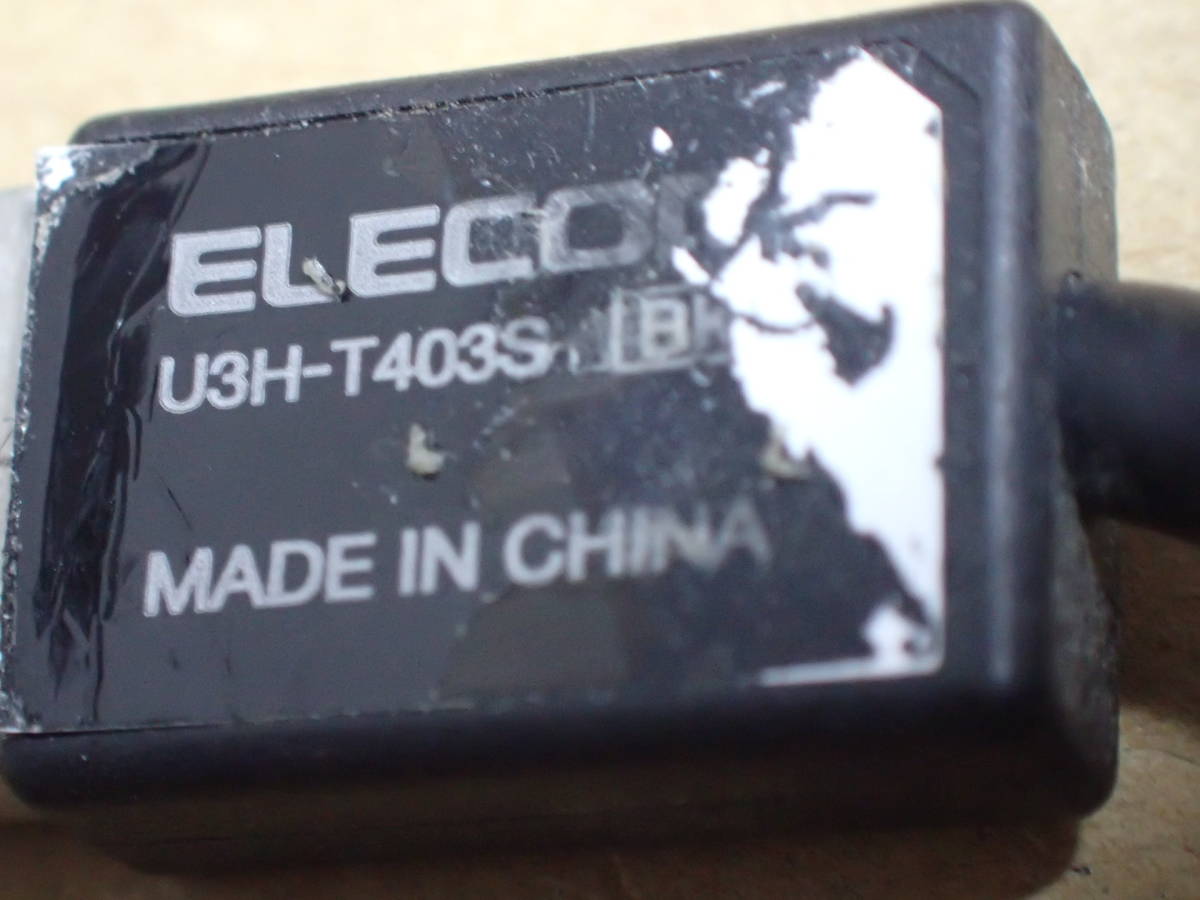 ELECO
U3H-T403S B
MADE IN CHINA